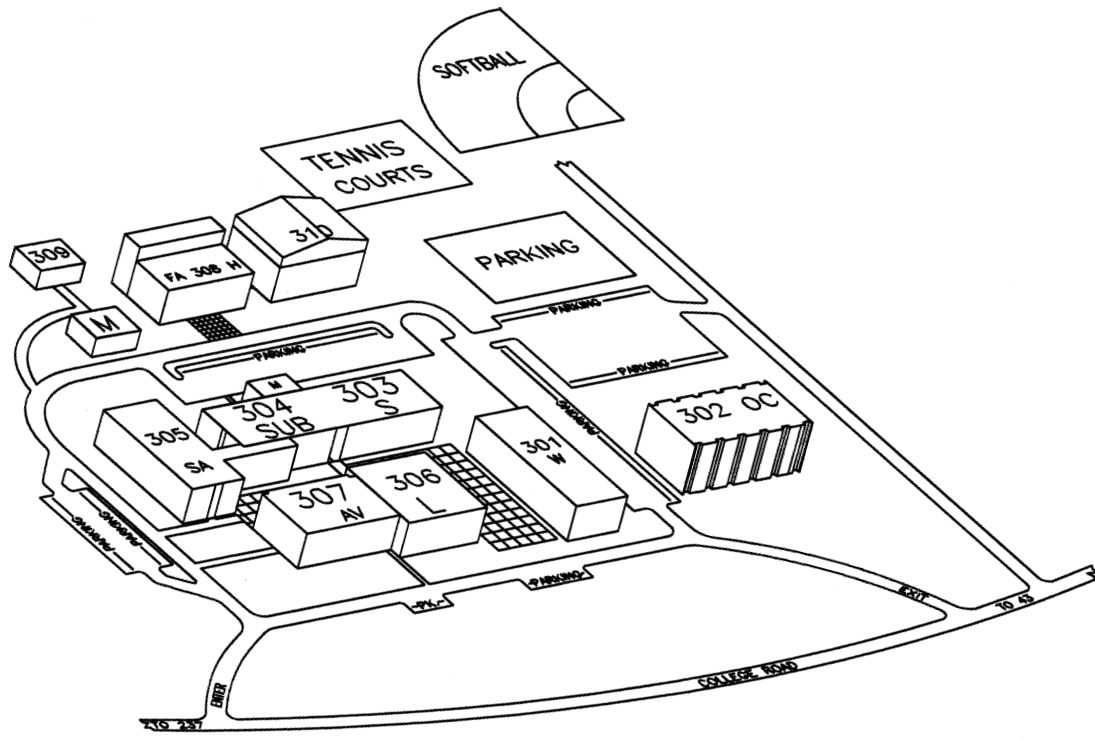 SOFTBALL
TENNIS
COURTS
310
309
FA 308 H
PARKING
M
PARKING
PARKING
PARKING
M
303
S
304
SUB
302 OC
PARKING
305
SA
301
W
306
L
307
AV
PARKING
PARKING
PARKING
PK.
EXIT
TO 43
COLLEGE ROAD
ENTER
TO 237